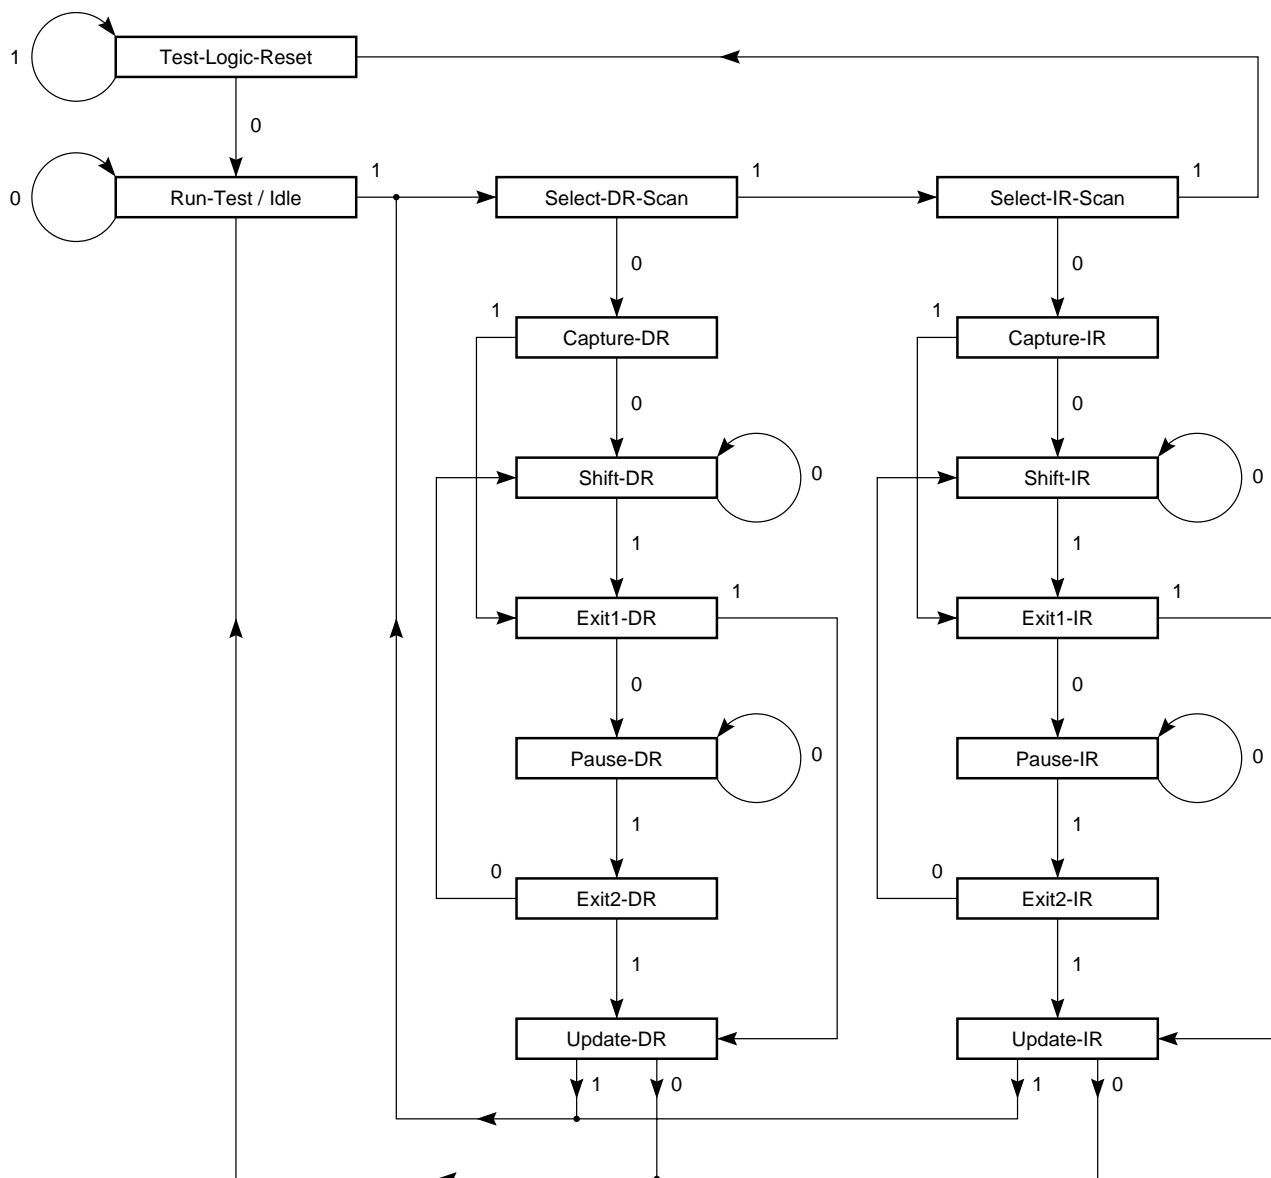 1
Test-Logic-Reset
0
0
Run-Test / Idle
1
Select-DR-Scan
1
Select-IR-Scan
1
0
0
1
Capture-DR
1
Capture-IR
0
0
Shift-DR
0
Shift-IR
0
1
1
Exit1-DR
1
Exit1-IR
1
0
0
Pause-DR
0
Pause-IR
0
1
1
0
Exit2-DR
0
Exit2-IR
1
1
Update-DR
Update-IR
1
0
1
0